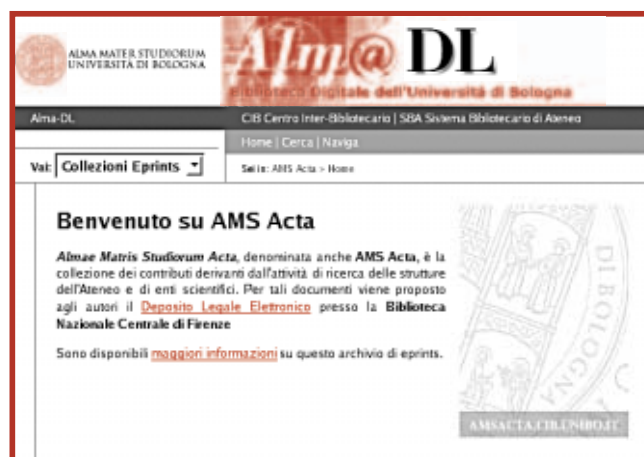 ALMA MATER STUDIORUM
UNIVERSITÀ DI BOLOGNA
Alm@DL
Biblioteca Digitale dell'Università di Bologna
Alma-DL
CIB Centro Inter-Bibliotecario | SBA Sistema Bibliotecario di Ateneo
Home | Cerca | Naviga
Vai: Collezioni Eprints
Sei in: AMS Acta > Home
Benvenuto su AMS Acta
Almae Matris Studiorum Acta, denominata anche AMS Acta, è la
collezione dei contributi derivanti dall'attività di ricerca delle strutture
dell'Ateneo e di enti scientifici. Per tali documenti viene proposto
agli autori il Deposito Legale Elettronico presso la Biblioteca
Nazionale Centrale di Firenze
Sono disponibili maggiori informazioni su questo archivio di eprints.
DI BOLOGNA
AMSACTA.CIB.UNIBO.IT